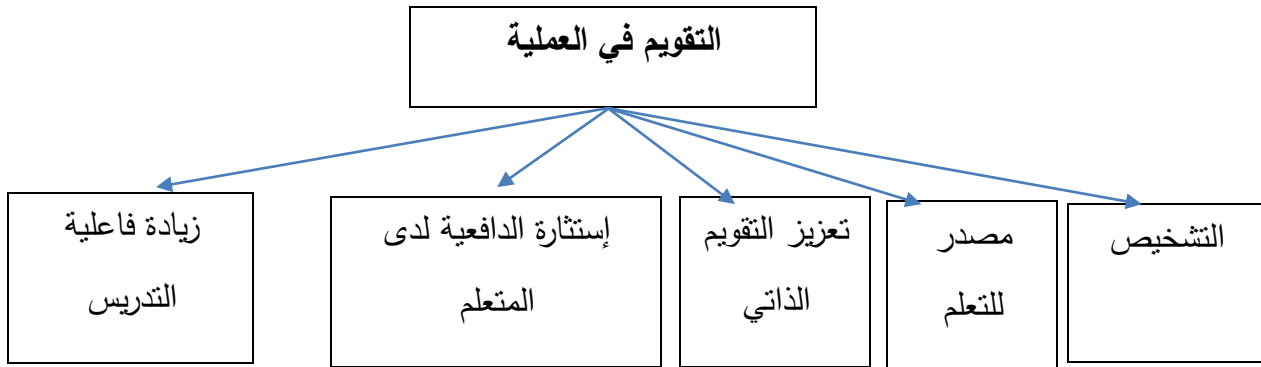 التقويم في العملية
التشخيص
مصدر
للتعلم
تعزيز التقويم
الذاتي
إستثارة الدافعية لدى
المتعلم
زيادة فاعلية
التدريس